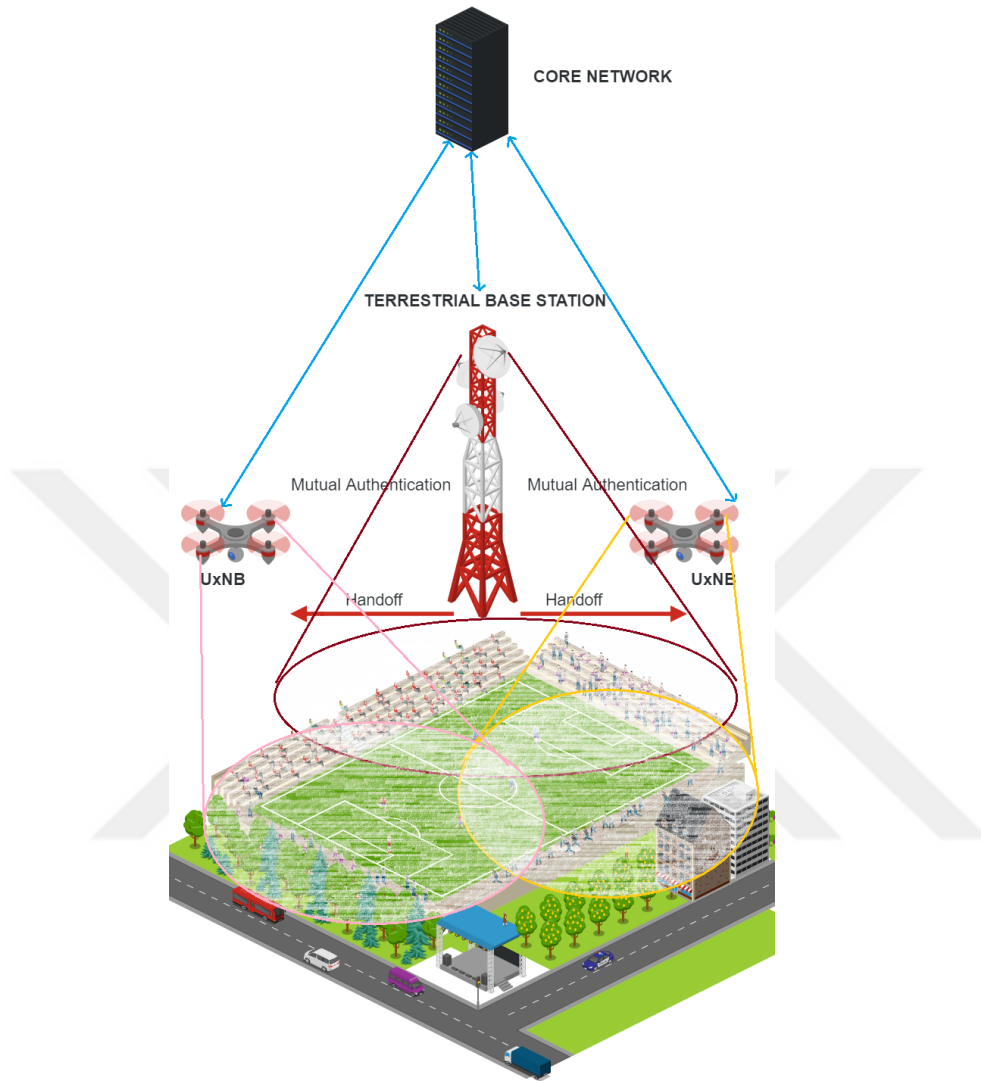 CORE NETWORK
TERRESTRIAL BASE STATION
Mutual Authentication
Mutual Authentication
UxNB
UxNB
Handoff
Handoff